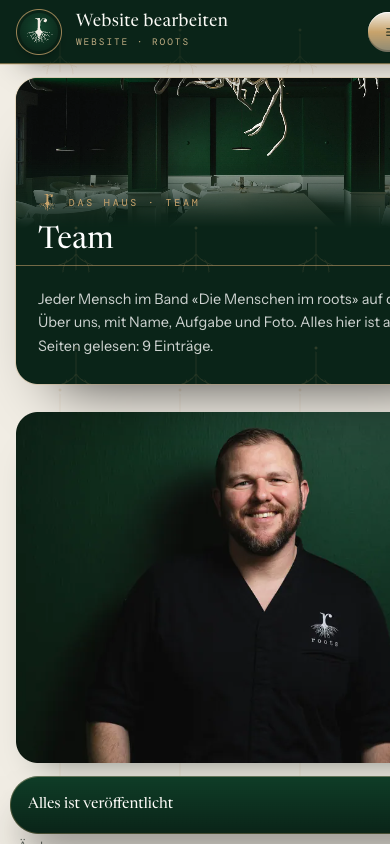 r
Website bearbeiten
WEBSITE · ROOTS
r
DAS HAUS · TEAM
Team
Jeder Mensch im Band «Die Menschen im roots» auf
Über uns, mit Name, Aufgabe und Foto. Alles hier ist
Seiten gelesen: 9 Einträge.
r
roots
Alles ist veröffentlicht